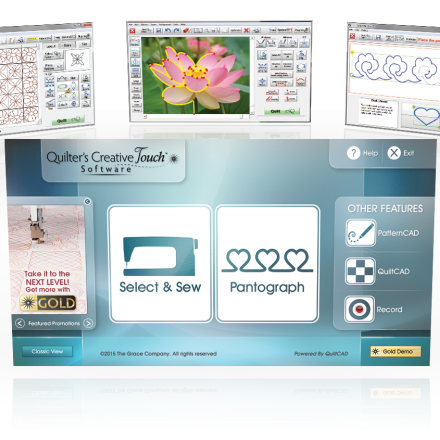 Quilter's Creative Touch
Software
? Help
X Exit
Take it to the
NEXT LEVEL!
Get more with
GOLD
Featured Promotions
Select & Sew
Pantograph
OTHER FEATURES
PatternCAD
QuiltCAD
Record
Classic View
©2015 The Grace Company. All rights reserved
Powered By QuiltCAD
Gold Demo